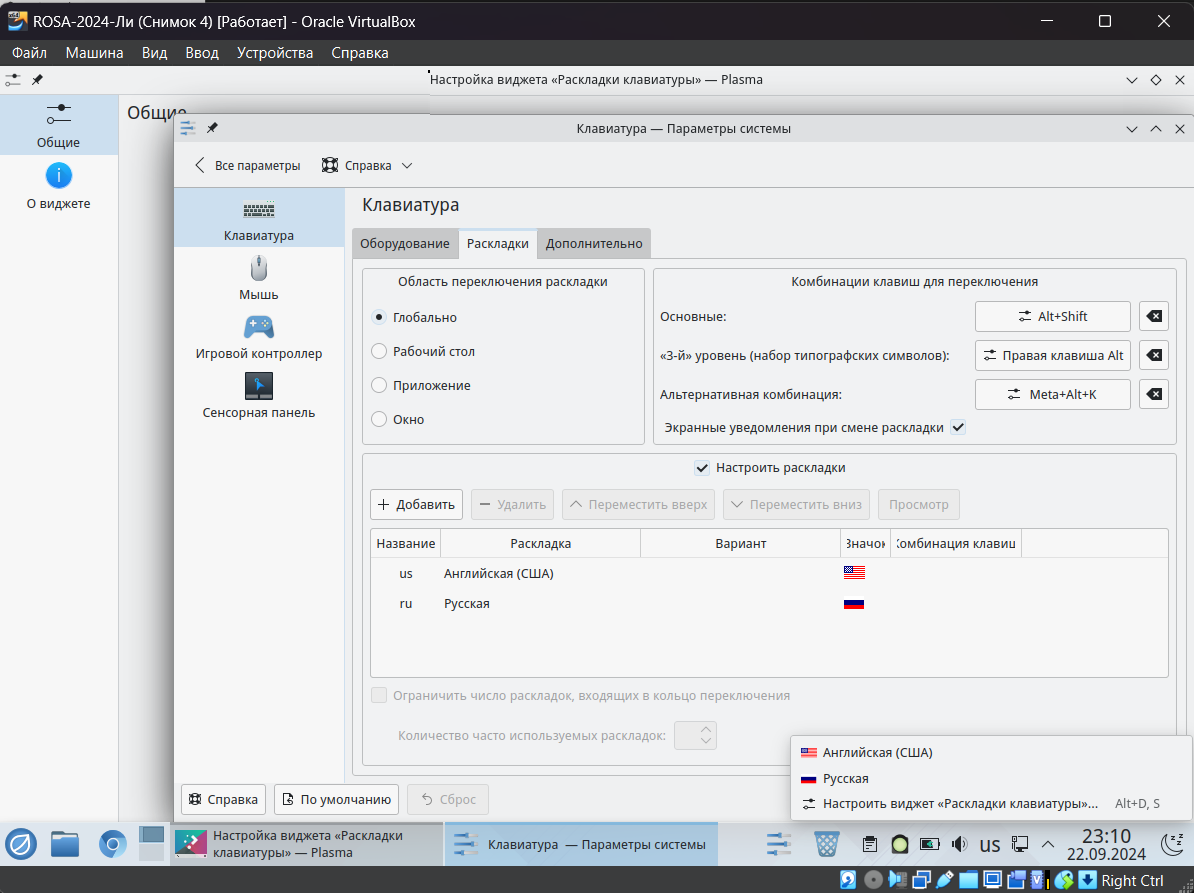 ROSA-2024-Ли (Снимок 4) [Работает] - Oracle VirtualBox
Файл Машина Вид Ввод Устройства Справка
Настройка виджета «Раскладки клавиатуры» — Plasma
Общие
Общие
О виджете
Клавиатура — Параметры системы
Все параметры Справка
Клавиатура
Мышь
Игровой контроллер
Сенсорная панель
Клавиатура
Оборудование Раскладки Дополнительно
Область переключения раскладки
Глобально
Рабочий стол
Приложение
Окно
Комбинации клавиш для переключения
Основные: Alt+Shift
«3-й» уровень (набор типографских символов): Правая клавиша Alt
Альтернативная комбинация: Meta+Alt+K
Экранные уведомления при смене раскладки
Настроить раскладки
Добавить Удалить Переместить вверх Переместить вниз Просмотр
Название Раскладка Вариант Значок Комбинация клавиш
us Английская (США)
ru Русская
Ограничить число раскладок, входящих в кольцо переключения
Количество часто используемых раскладок:
Справка По умолчанию Сброс
Английская (США)
Русская
Настроить виджет «Раскладки клавиатуры»... Alt+D, S
Настройка виджета «Раскладки
клавиатуры» — Plasma
Клавиатура — Параметры системы
us
23:10
22.09.2024
Right Ctrl